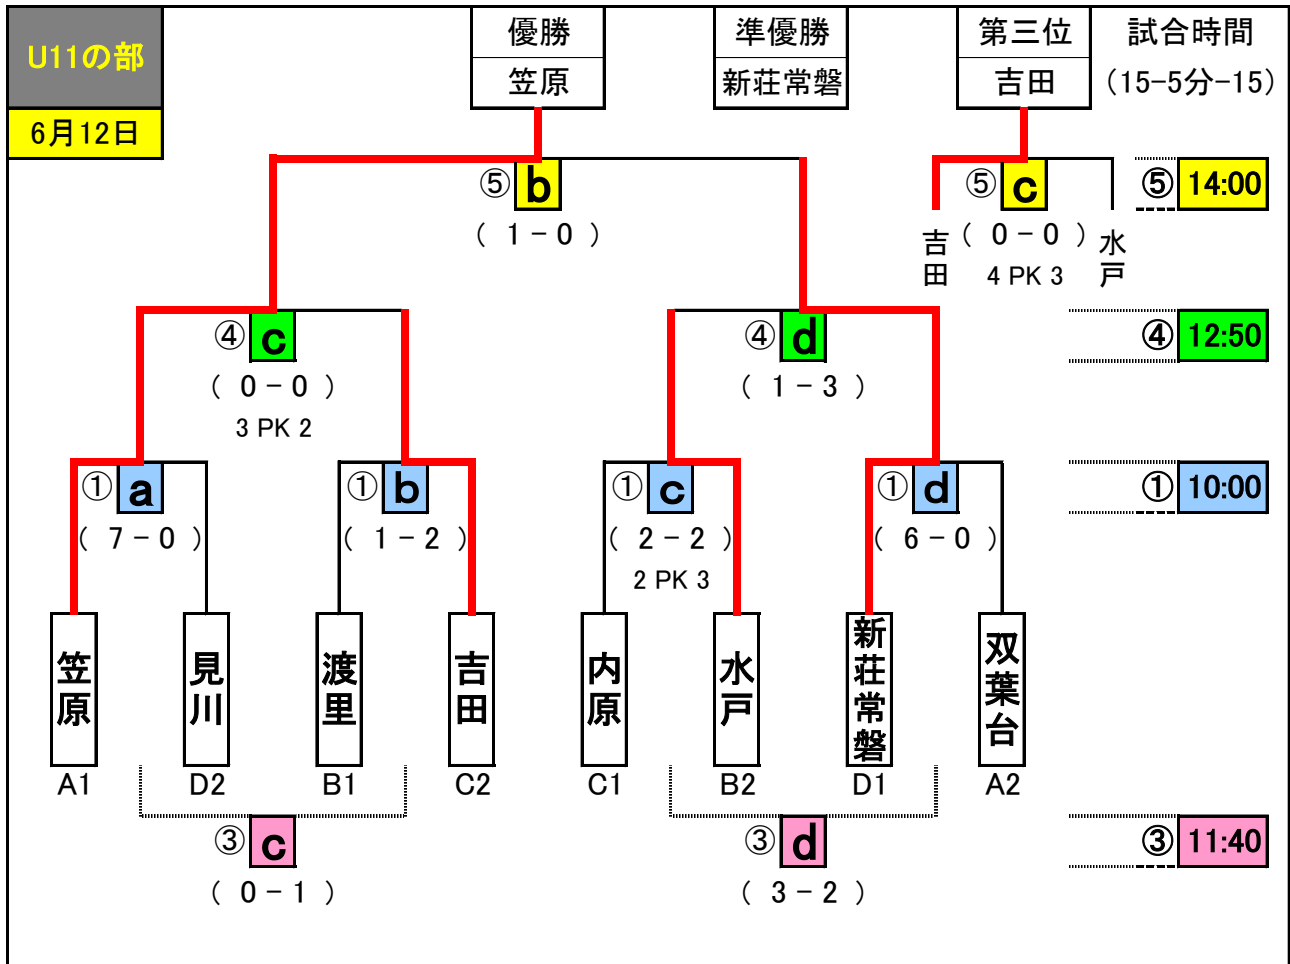 U11の部
6月12日
優勝
笠原
準優勝
新荘常磐
第三位
吉田
試合時間
(15-5分-15)
⑤ b
( 1-0 )
⑤ c
吉田
( 0-0 )
4 PK 3
水戸
⑤ 14:00
④ c
( 0-0 )
3 PK 2
④ d
( 1-3 )
④ 12:50
① a
( 7-0 )
① b
( 1-2 )
① c
( 2-2 )
2 PK 3
① d
( 6-0 )
① 10:00
笠原
見川
渡里
吉田
内原
水戸
新荘常磐
双葉台
A1
D2
B1
C2
C1
B2
D1
A2
③ c
( 0-1 )
③ d
( 3-2 )
③ 11:40